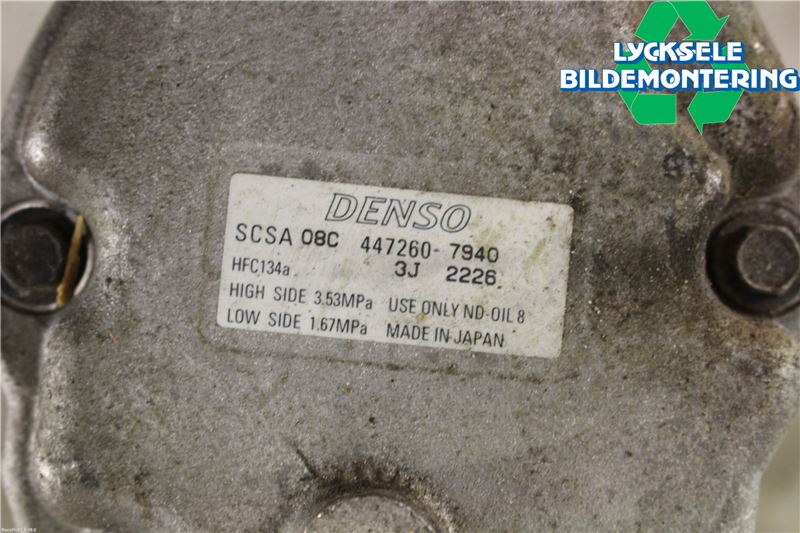 LYCKSELE
BILDEMONTERING
DENSO
SCSA 08C 447260-7940
HFC134a 3J 2226
HIGH SIDE 3.53MPa USE ONLY ND-OIL 8
LOW SIDE 1.67MPa MADE IN JAPAN